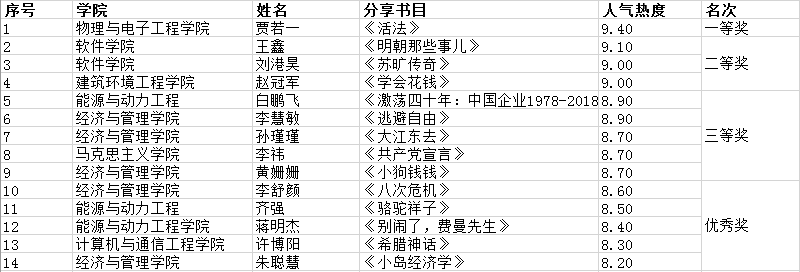 序号 学院 姓名 分享书目 人气热度 名次
1 物理与电子工程学院 贾若一 《活法》 9.40 一等奖
2 软件学院 王鑫 《明朝那些事儿》 9.10
3 软件学院 刘港昊 《苏旷传奇》 9.00 二等奖
4 建筑环境工程学院 赵冠军 《学会花钱》 9.00
5 能源与动力工程 白鹏飞 《激荡四十年：中国企业1978-2018 8.90
6 经济与管理学院 李慧敏 《逃避自由》 8.90
7 经济与管理学院 孙瑾瑾 《大江东去》 8.70 三等奖
8 马克思主义学院 李祎 《共产党宣言》 8.70
9 经济与管理学院 黄姗姗 《小狗钱钱》 8.70
10 经济与管理学院 李舒颜 《八次危机》 8.60
11 能源与动力工程 齐强 《骆驼祥子》 8.50
12 能源与动力工程学院 蒋明杰 《别闹了，费曼先生》 8.40 优秀奖
13 计算机与通信工程学院 许博阳 《希腊神话》 8.30
14 经济与管理学院 朱聪慧 《小岛经济学》 8.20